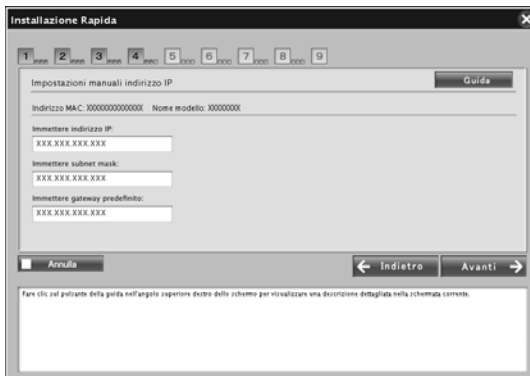 Installazione Rapida
1 2 3 4 5 6 7 8 9
Impostazioni manuali indirizzo IP
Guida
Indirizzo MAC: XXXXXXXXXXXXXX Nome modello: XXXXXXXX
Immettere indirizzo IP:
XXX.XXX.XXX.XXX
Immettere subnet mask:
XXX.XXX.XXX.XXX
Immettere gateway predefinito:
XXX.XXX.XXX.XXX
Annulla
Indietro
Avanti
Fare clic sul pulsante della guida nell'angolo superiore destro dello schermo per visualizzare una descrizione dettagliata nella schermata corrente.